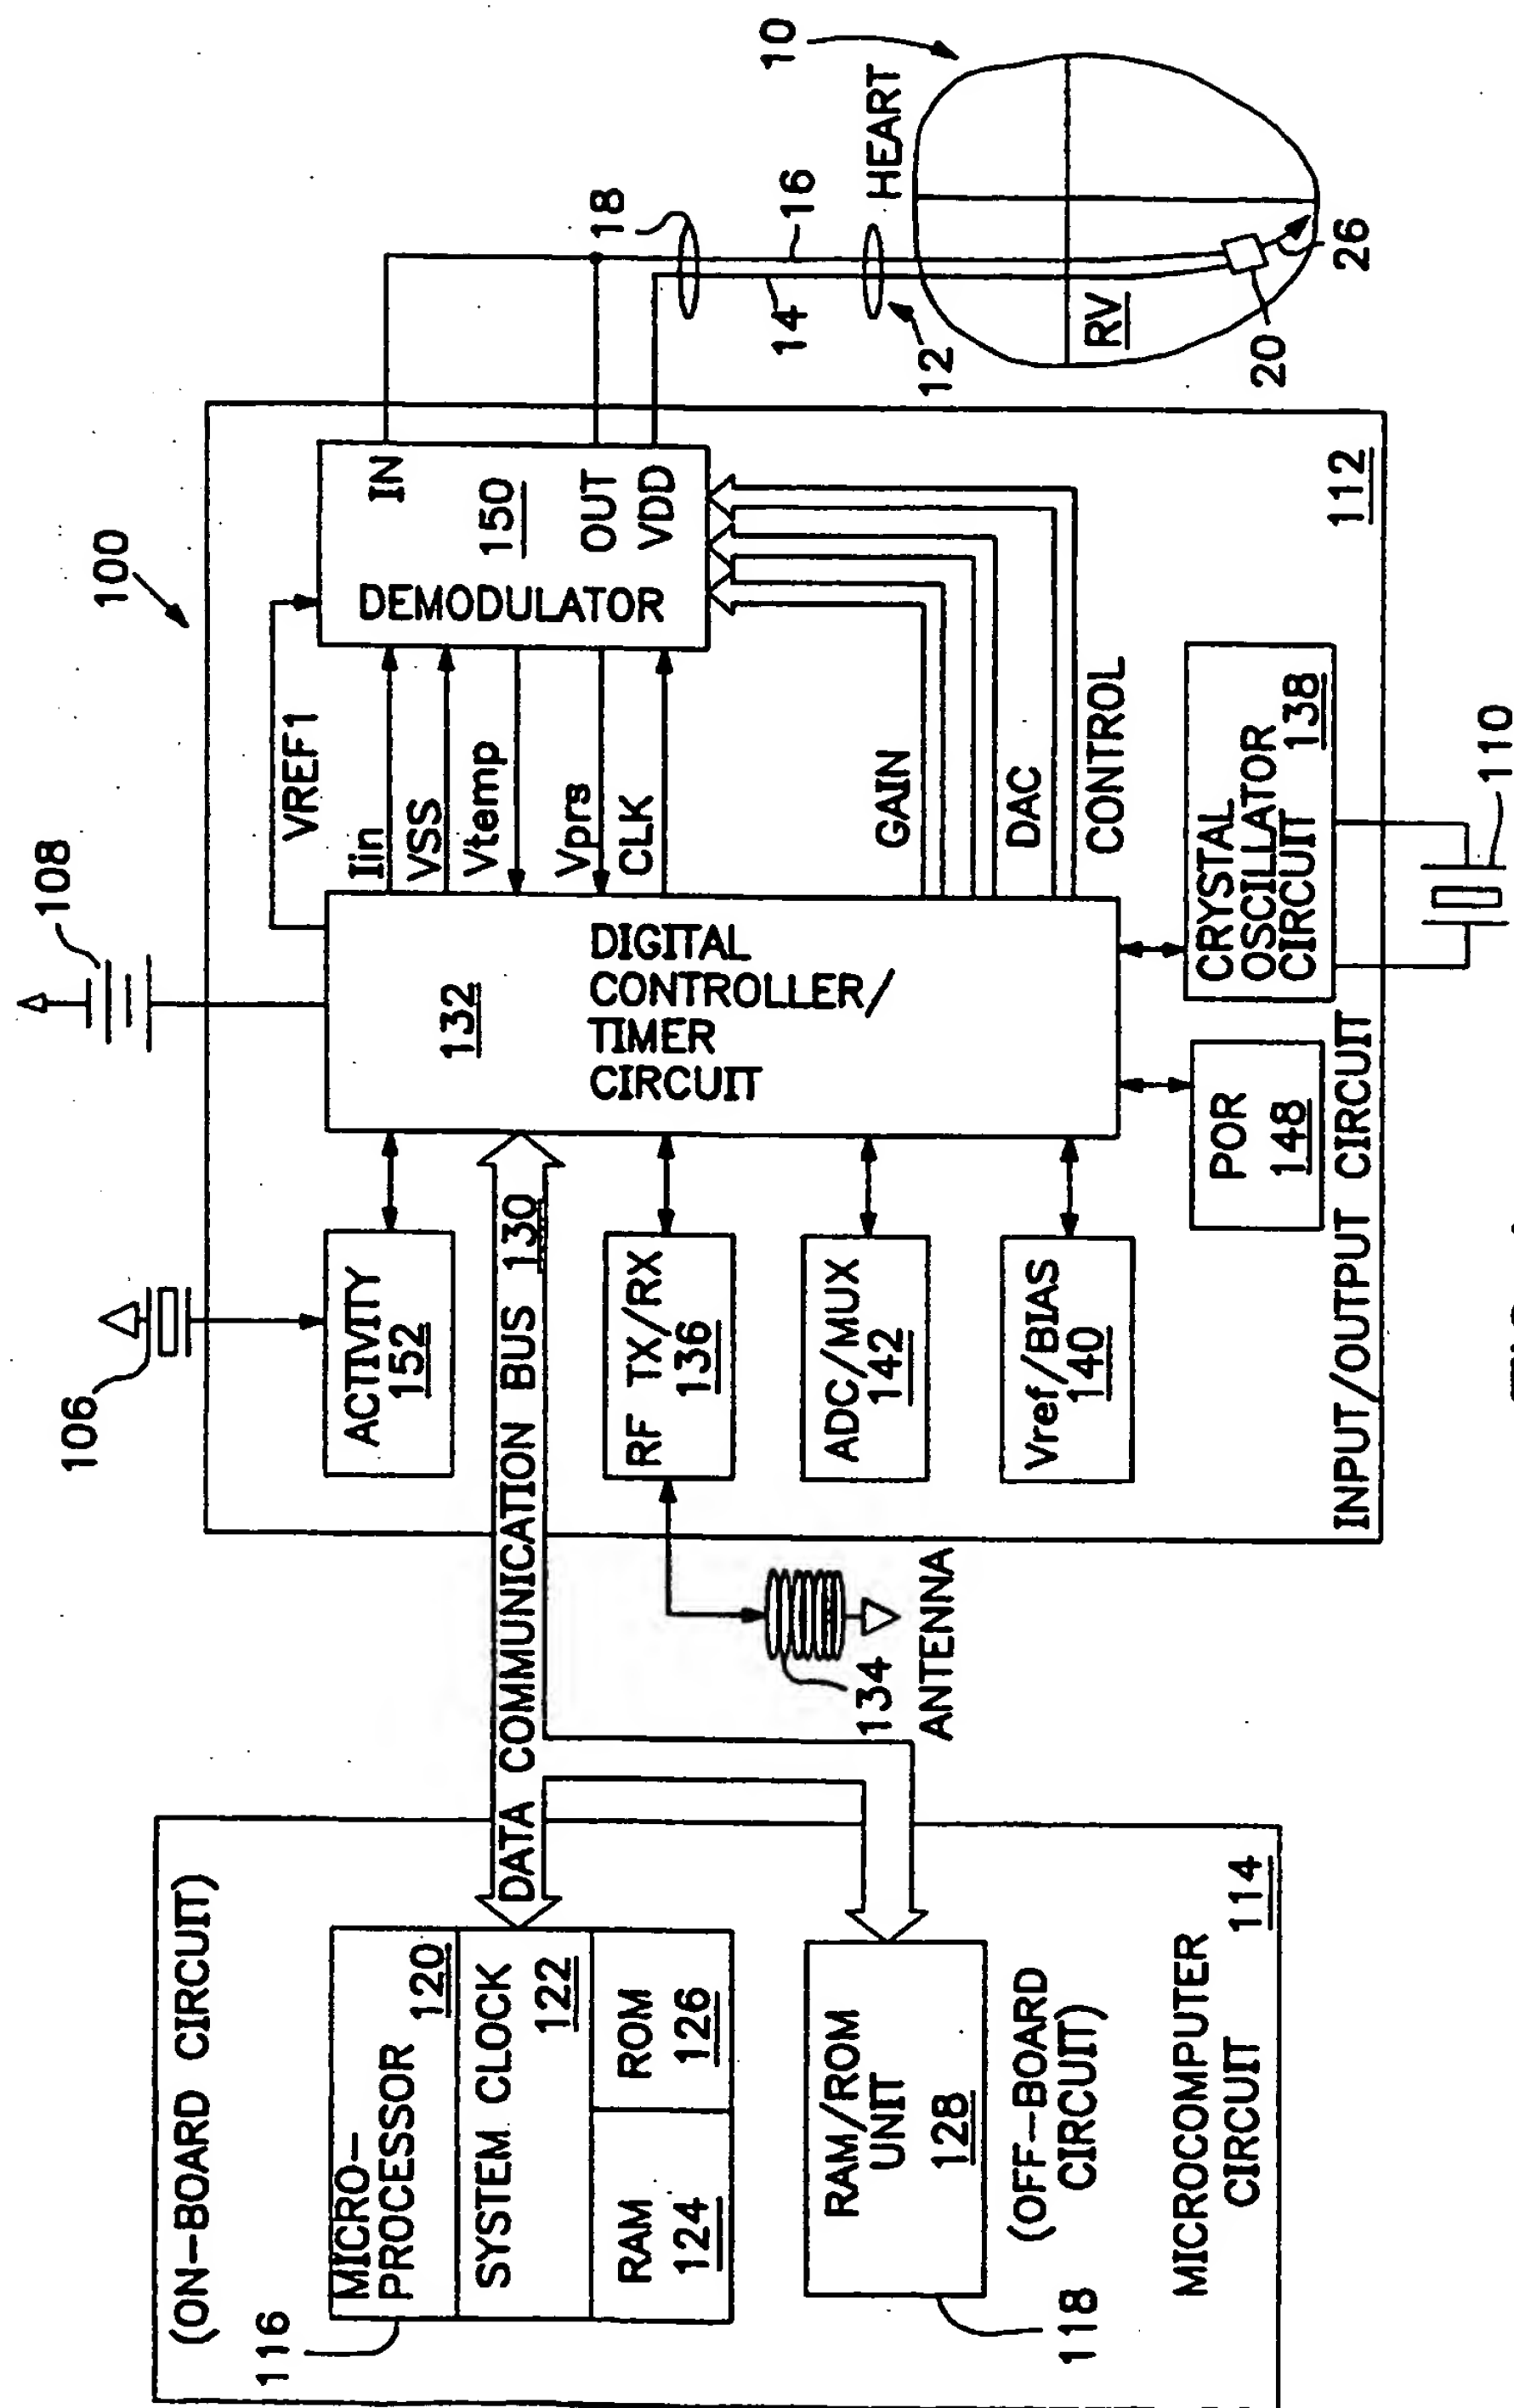 100
108
106
110
10
(ON-BOARD CIRCUIT)
116
MICRO-
PROCESSOR
120
SYSTEM CLOCK
122
RAM
124
ROM
126
RAM/ROM
UNIT
128
118
(OFF-BOARD
CIRCUIT)
MICROCOMPUTER
CIRCUIT
114
DATA COMMUNICATION BUS 130
134
ANTENNA
ACTIVITY
152
RF TX/RX
136
ADC/MUX
142
Vref/BIAS
140
INPUT/OUTPUT CIRCUIT
112
132
DIGITAL
CONTROLLER/
TIMER
CIRCUIT
POR
148
CRYSTAL
OSCILLATOR
CIRCUIT
138
VREF1
Iin
VSS
Vtemp
Vprs
CLK
GAIN
DAC
CONTROL
IN
150
OUT
VDD
DEMODULATOR
18
16
14
12
HEART
RV
20
26